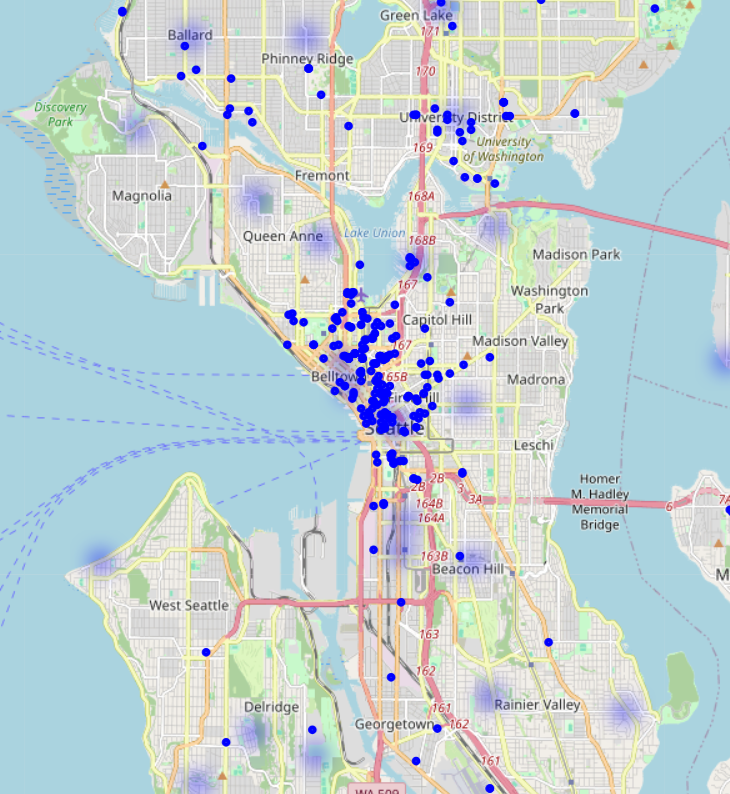 Green Lake
171
Ballard
Phinney Ridge
170
Discovery
Park
University District
University
of Washington
169
Fremont
Magnolia
168A
Queen Anne
Lake Union
168B
Madison Park
167
Washington
Park
Capitol Hill
Madison Valley
167
Belltown
165B
Madrona
First Hill
Seattle
Leschi
2B
2B
3
3A
Homer
M. Hadley
Memorial
Bridge
6
7A
164B
164A
163B
Beacon Hill
M
West Seattle
163
162
Delridge
161
Rainier Valley
Georgetown
162
161
WA 509